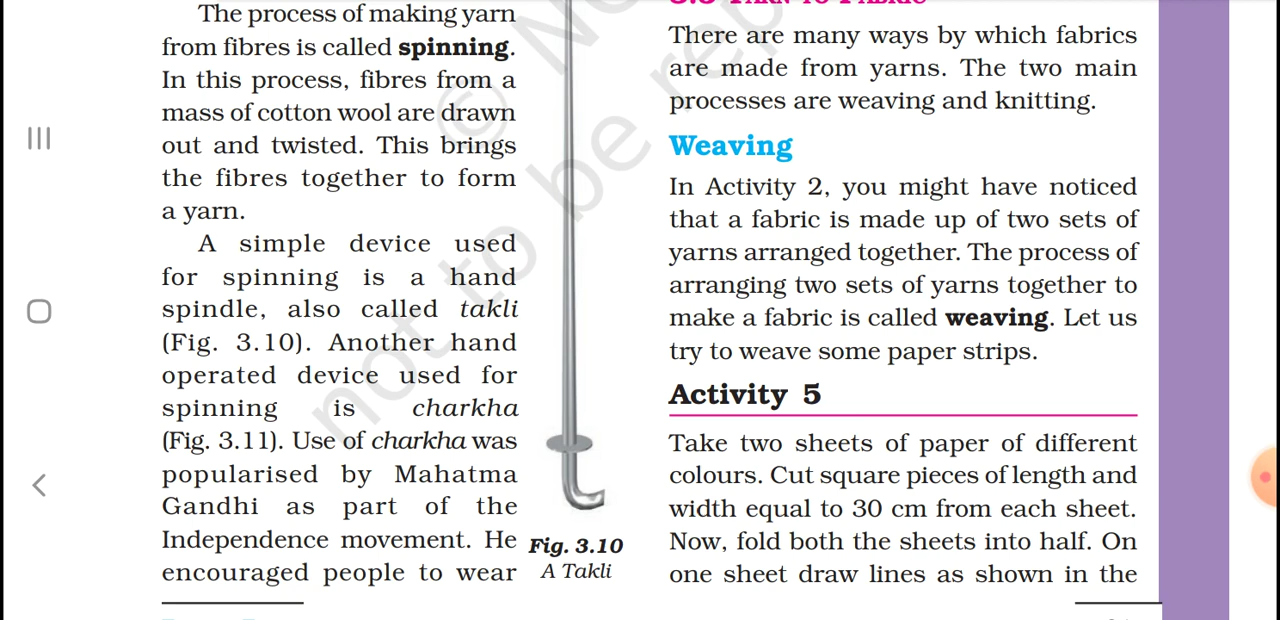 The process of making yarn
from fibres is called spinning.
In this process, fibres from a
mass of cotton wool are drawn
out and twisted. This brings
the fibres together to form
a yarn.
A simple device used
for spinning is a hand
spindle, also called takli
(Fig. 3.10). Another hand
operated device used for
spinning is charkha
(Fig. 3.11). Use of charkha was
popularised by Mahatma
Gandhi as part of the
Independence movement. He
encouraged people to wear
Fig. 3.10
A Takli
There are many ways by which fabrics
are made from yarns. The two main
processes are weaving and knitting.
Weaving
In Activity 2, you might have noticed
that a fabric is made up of two sets of
yarns arranged together. The process of
arranging two sets of yarns together to
make a fabric is called weaving. Let us
try to weave some paper strips.
Activity 5
Take two sheets of paper of different
colours. Cut square pieces of length and
width equal to 30 cm from each sheet.
Now, fold both the sheets into half. On
one sheet draw lines as shown in the
not to be